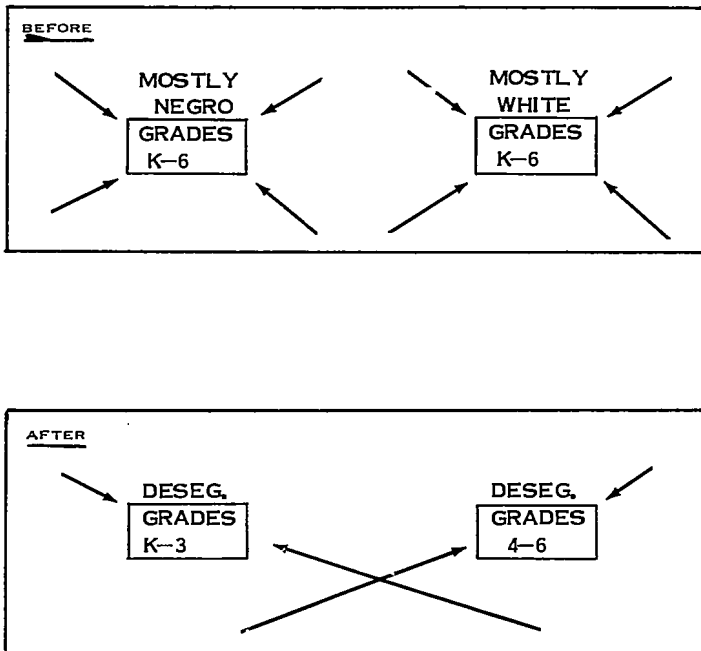 BEFORE
MOSTLY
NEGRO
GRADES
K-6
MOSTLY
WHITE
GRADES
K-6
AFTER
DESEG.
GRADES
K-3
DESEG.
GRADES
4-6